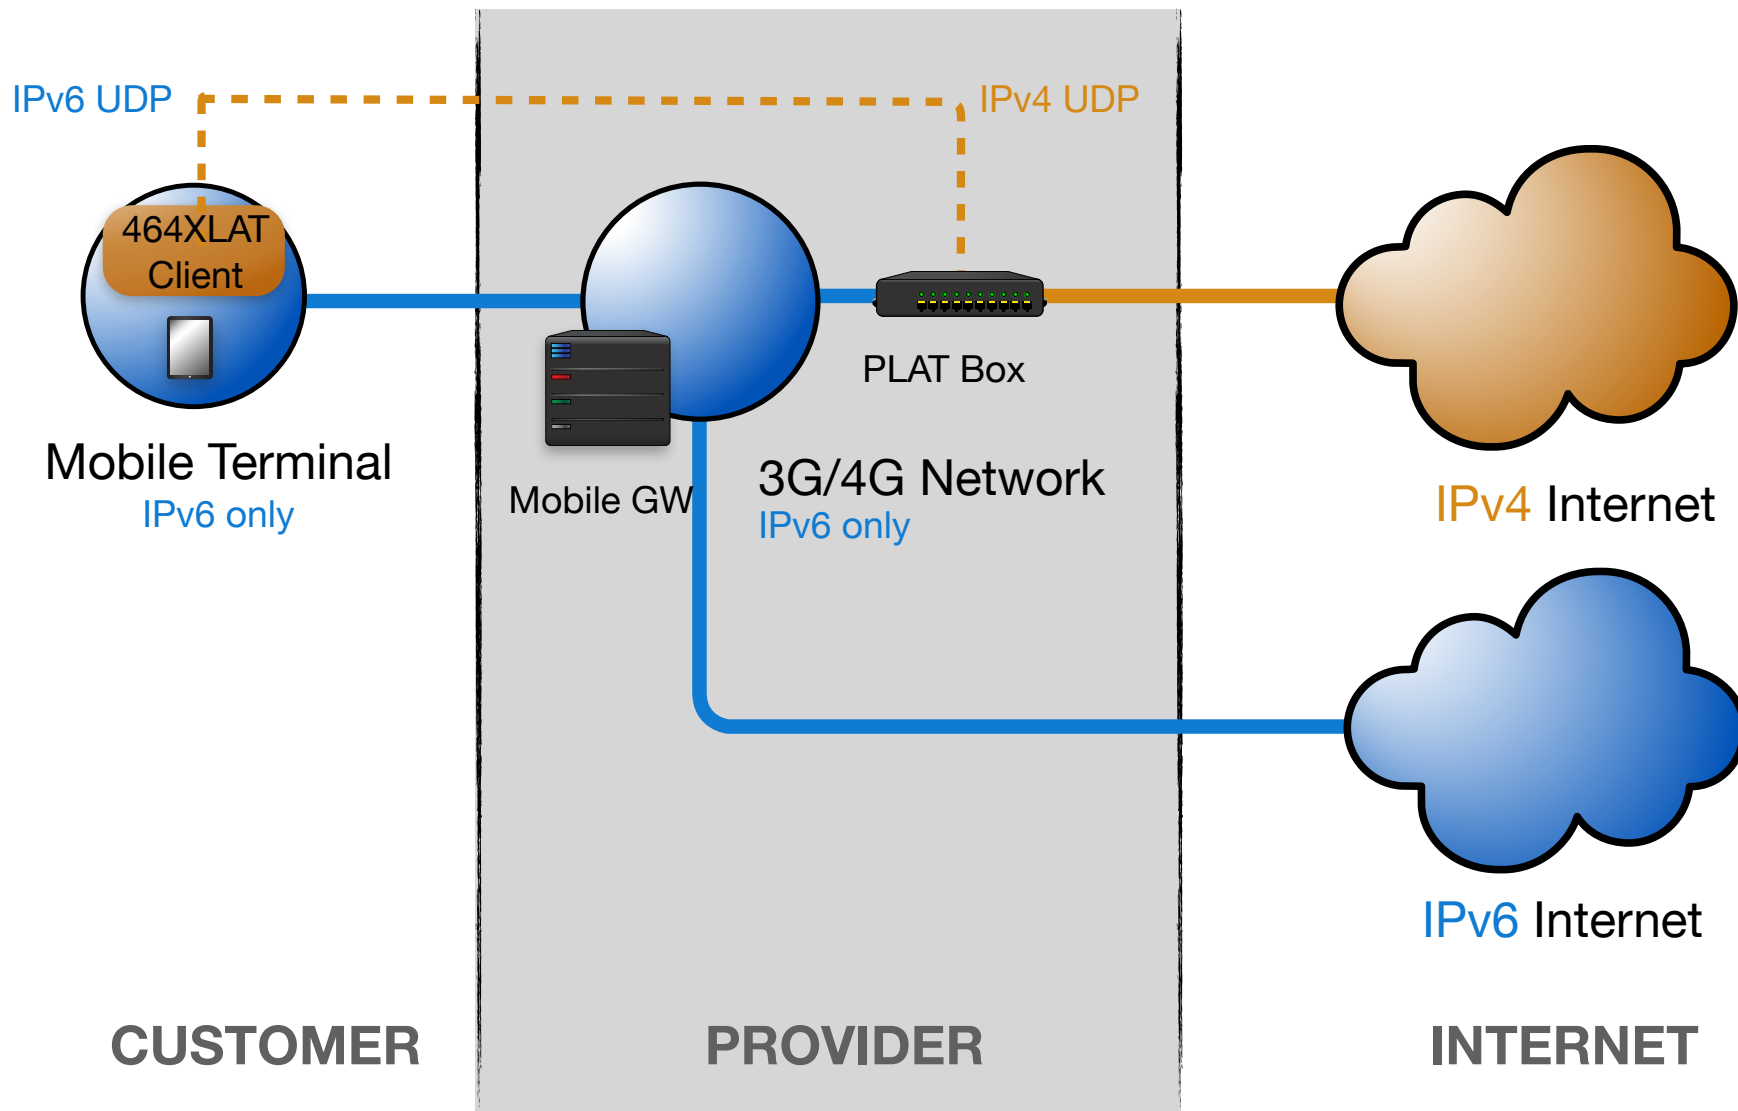 IPv6 UDP
IPv4 UDP
464XLAT
Client
PLAT Box
Mobile Terminal
IPv6 only
Mobile GW
3G/4G Network
IPv6 only
IPv4 Internet
IPv6 Internet
CUSTOMER
PROVIDER
INTERNET